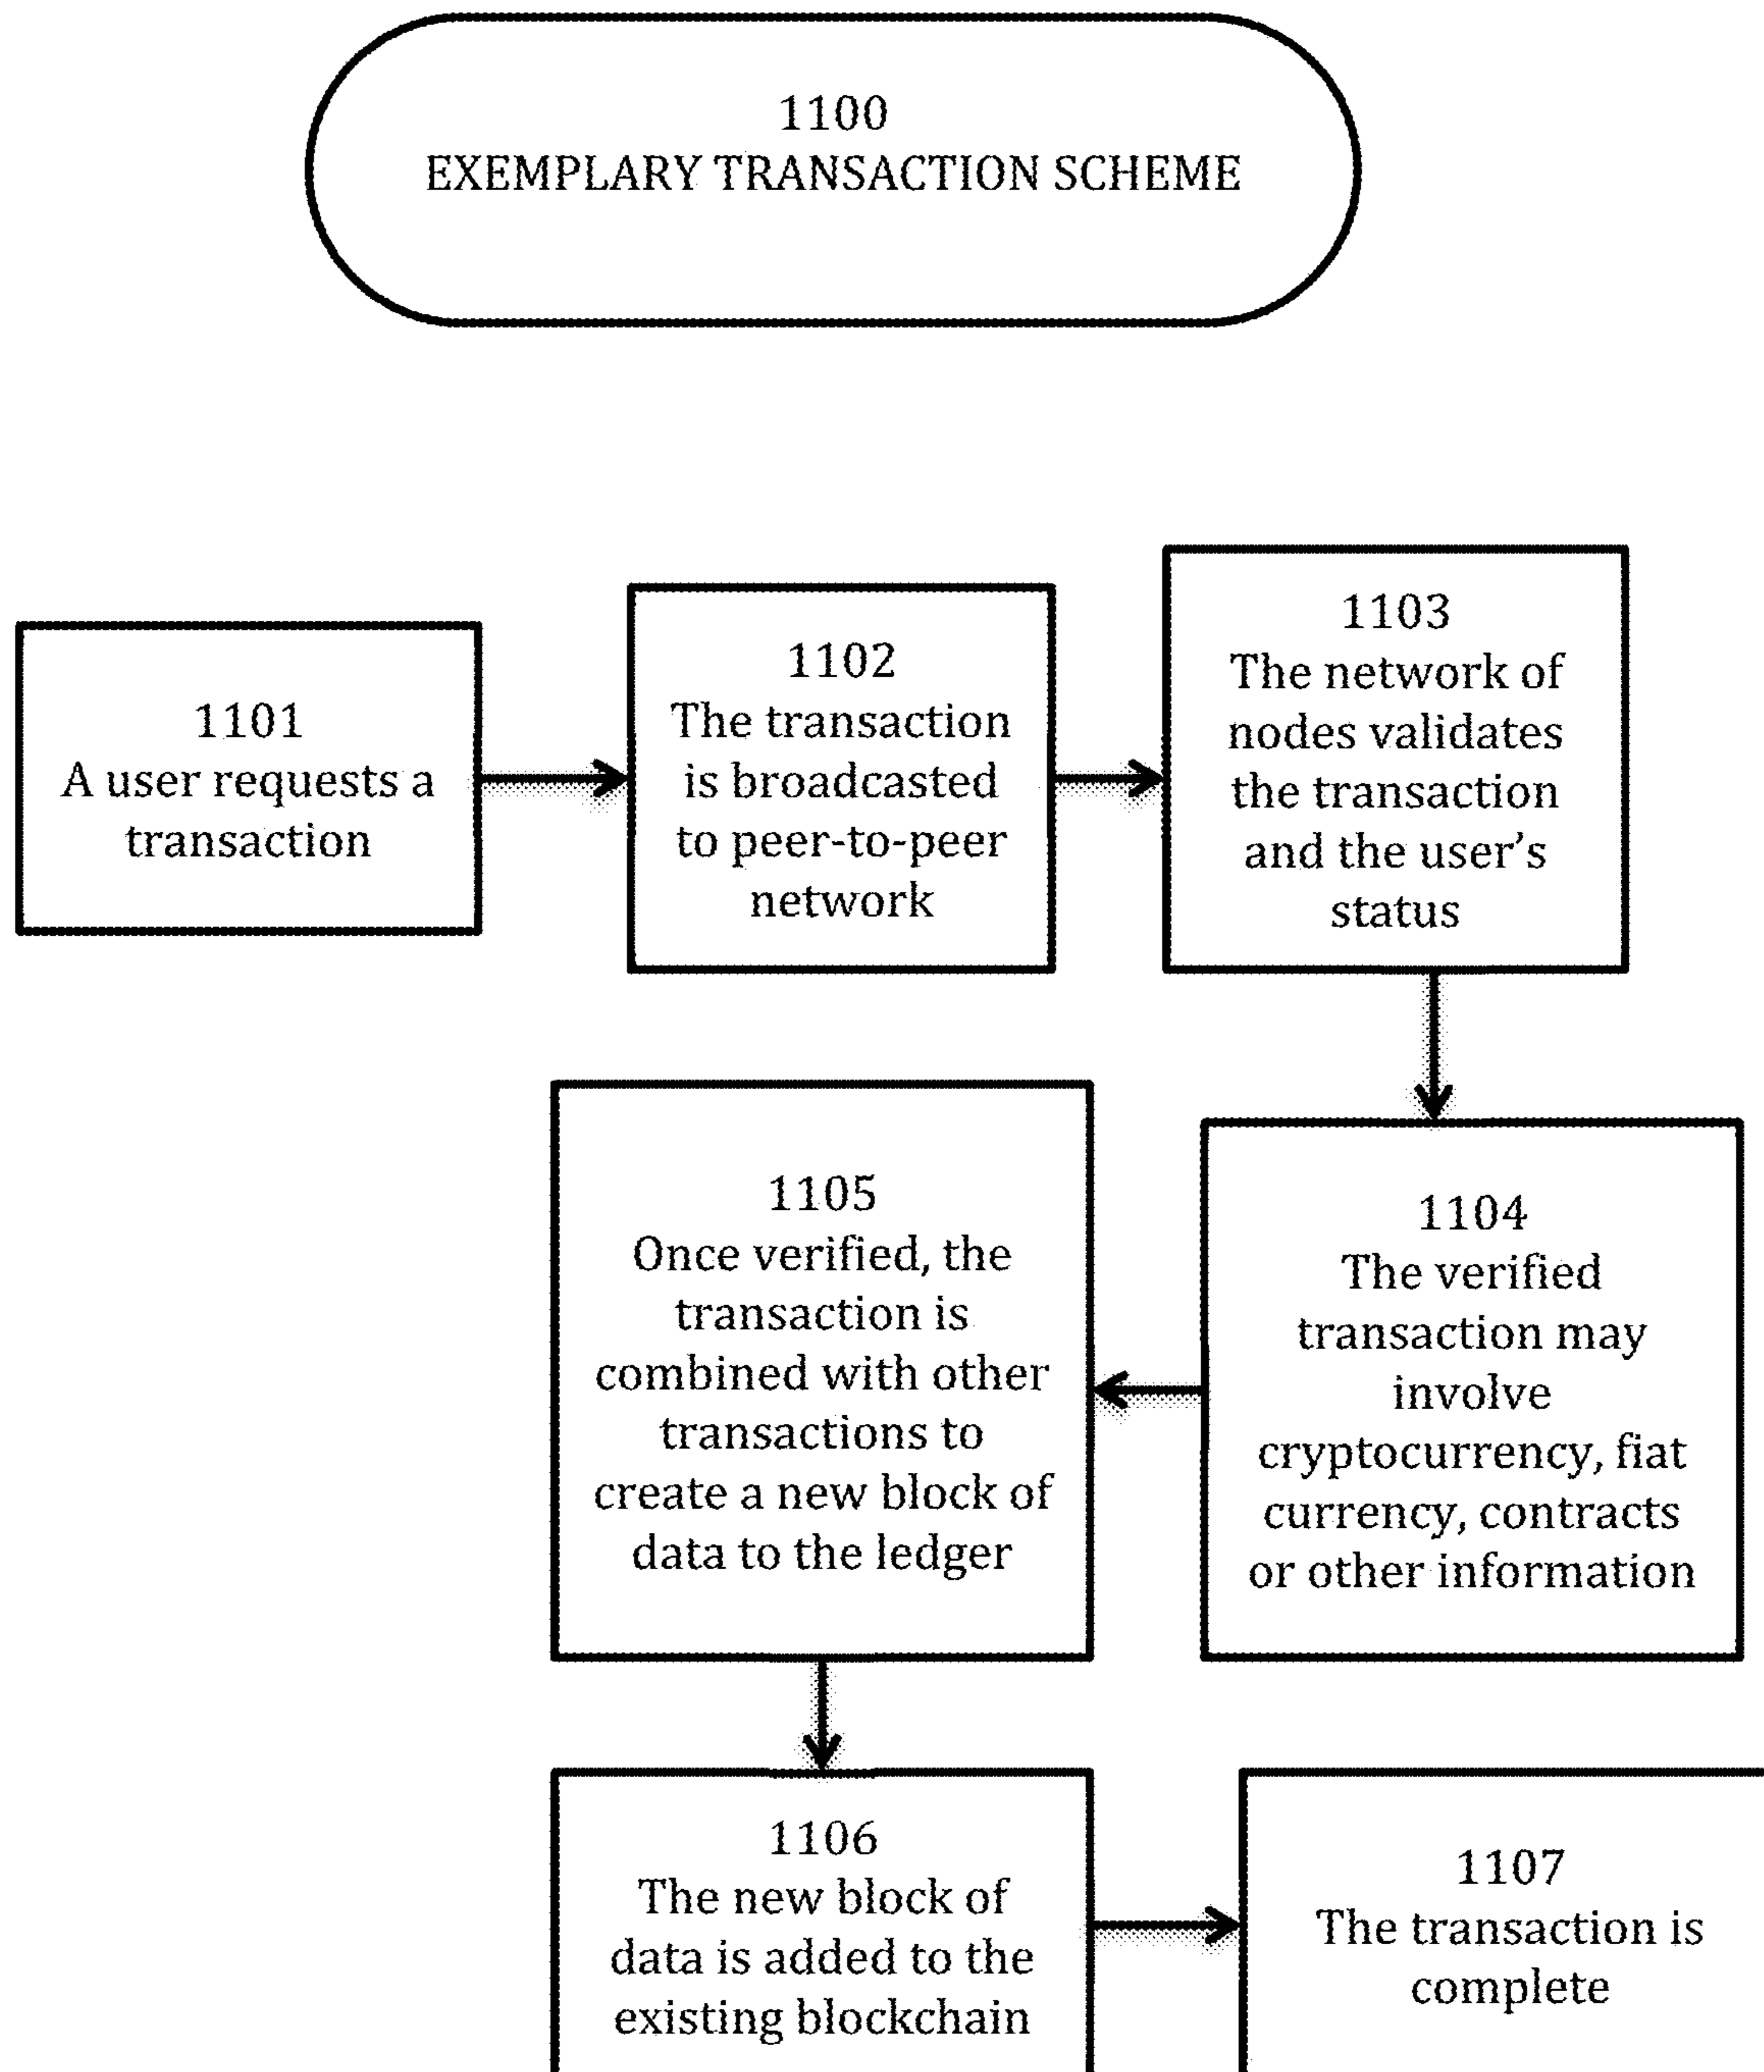 1100
EXEMPLARY TRANSACTION SCHEME
1101
A user requests a
transaction
1102
The transaction
is broadcasted
to peer-to-peer
network
1103
The network of
nodes validates
the transaction
and the user's
status
1104
The verified
transaction may
involve
cryptocurrency, fiat
currency, contracts
or other information
1105
Once verified, the
transaction is
combined with other
transactions to
create a new block of
data to the ledger
1106
The new block of
data is added to the
existing blockchain
1107
The transaction is
complete